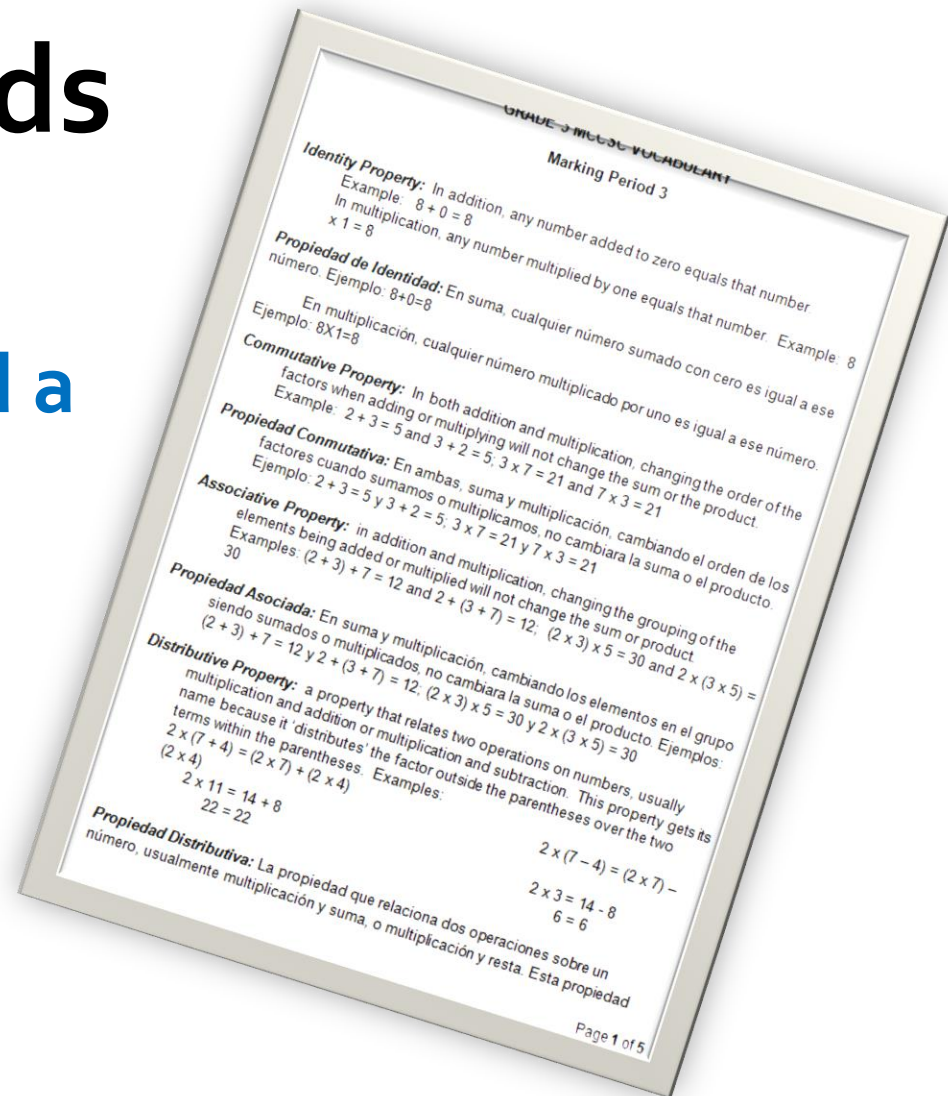 ds
l a
GRADE 3 MCCSC VOCABULARY
Marking Period 3
Identity Property: In addition, any number added to zero equals that number.
Example: 8 + 0 = 8
In multiplication, any number multiplied by one equals that number. Example: 8
x 1 = 8
Propiedad de Identidad: En suma, cualquier número sumado con cero es igual a ese
número. Ejemplo: 8+0=8
En multiplicación, cualquier número multiplicado por uno es igual a ese número.
Ejemplo: 8X1=8
Commutative Property: In both addition and multiplication, changing the order of the
factors when adding or multiplying will not change the sum or the product.
Example: 2 + 3 = 5 and 3 + 2 = 5; 3 x 7 = 21 and 7 x 3 = 21
Propiedad Conmutativa: En ambas, suma y multiplicación, cambiando el orden de los
factores cuando sumamos o multiplicamos, no cambiara la suma o el producto.
Ejemplo: 2 + 3 = 5 y 3 + 2 = 5; 3 x 7 = 21 y 7 x 3 = 21
Associative Property: in addition and multiplication, changing the grouping of the
elements being added or multiplied will not change the sum or product.
Examples: (2 + 3) + 7 = 12 and 2 + (3 + 7) = 12; (2 x 3) x 5 = 30 and 2 x (3 x 5) =
30
Propiedad Asociada: En suma y multiplicación, cambiando los elementos en el grupo
siendo sumados o multiplicados, no cambiara la suma o el producto. Ejemplos:
(2 + 3) + 7 = 12 y 2 + (3 + 7) = 12; (2 x 3) x 5 = 30 y 2 x (3 x 5) = 30
Distributive Property: a property that relates two operations on numbers, usually
multiplication and addition or multiplication and subtraction. This property gets its
name because it 'distributes' the factor outside the parentheses over the two
terms within the parentheses. Examples:
2 x (7 + 4) = (2 x 7) + (2 x 4) 2 x (7 – 4) = (2 x 7) –
(2 x 4)
2 x 11 = 14 + 8 2 x 3 = 14 - 8
22 = 22 6 = 6
Propiedad Distributiva: La propiedad que relaciona dos operaciones sobre un
número, usualmente multiplicación y suma, o multiplicación y resta. Esta propiedad
Page 1 of 5